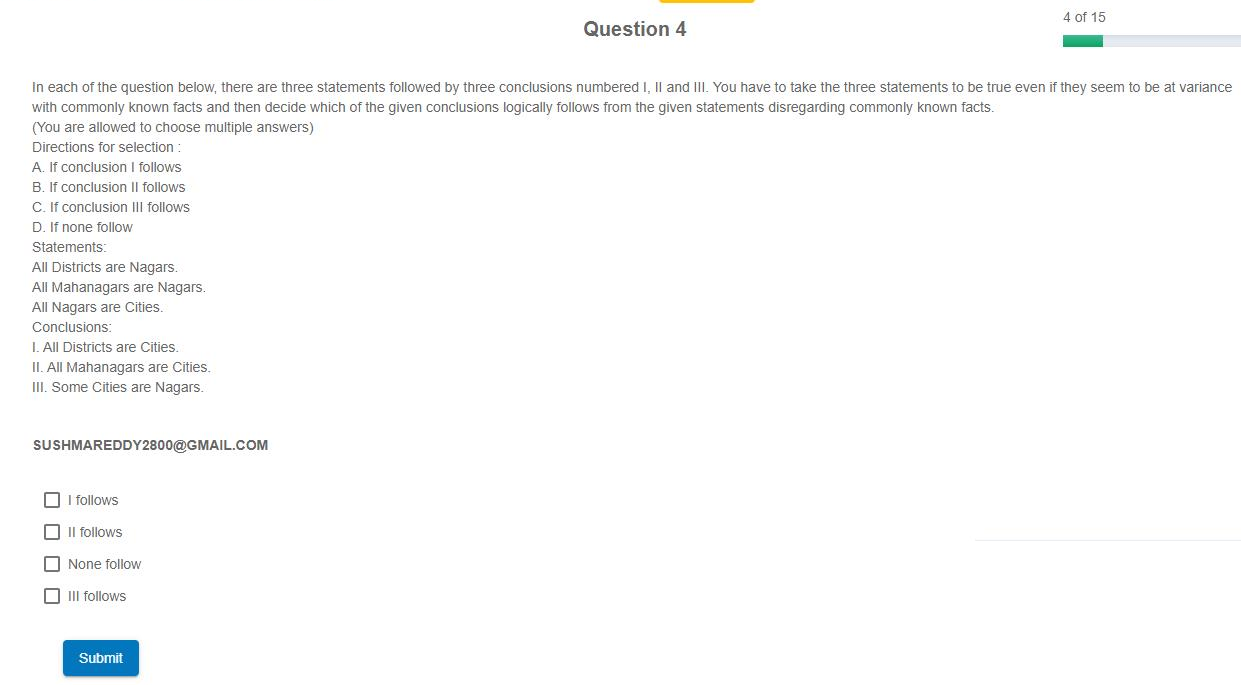 Question 4
4 of 15
In each of the question below, there are three statements followed by three conclusions numbered I, II and III. You have to take the three statements to be true even if they seem to be at variance
with commonly known facts and then decide which of the given conclusions logically follows from the given statements disregarding commonly known facts.
(You are allowed to choose multiple answers)
Directions for selection :
A. If conclusion I follows
B. If conclusion II follows
C. If conclusion III follows
D. If none follow
Statements:
All Districts are Nagars.
All Mahanagars are Nagars.
All Nagars are Cities.
Conclusions:
I. All Districts are Cities.
II. All Mahanagars are Cities.
III. Some Cities are Nagars.
SUSHMAREDDY2800@GMAIL.COM
I follows
II follows
None follow
III follows
Submit